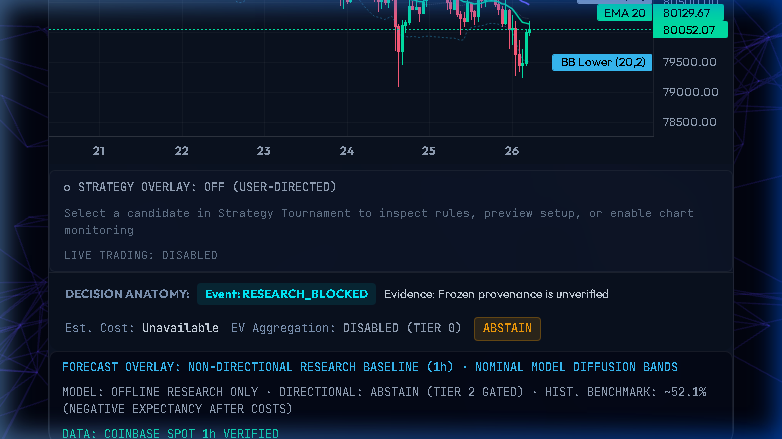 EMA 20 80129.67
80052.07
BB Lower (20,2) 79500.00
79000.00
78500.00
21 22 23 24 25 26
STRATEGY OVERLAY: OFF (USER-DIRECTED)
Select a candidate in Strategy Tournament to inspect rules, preview setup, or enable chart
monitoring
LIVE TRADING: DISABLED
DECISION ANATOMY: Event: RESEARCH_BLOCKED Evidence: Frozen provenance is unverified
Est. Cost: Unavailable EV Aggregation: DISABLED (TIER 0) ABSTAIN
FORECAST OVERLAY: NON-DIRECTIONAL RESEARCH BASELINE (1h) · NOMINAL MODEL DIFFUSION BANDS
MODEL: OFFLINE RESEARCH ONLY · DIRECTIONAL: ABSTAIN (TIER 2 GATED) · HIST. BENCHMARK: ~52.1%
(NEGATIVE EXPECTANCY AFTER COSTS)
DATA: COINBASE SPOT 1h VERIFIED